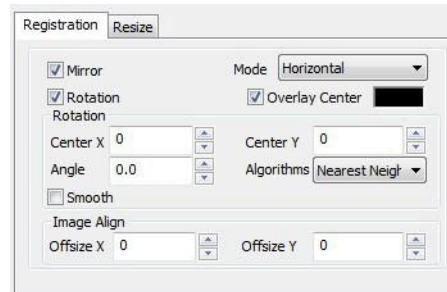 Registration Resize
Mirror Mode Horizontal
Rotation Overlay Center
Rotation
Center X 0 Center Y 0
Angle 0.0 Algorithms Nearest Neigh
Smooth
Image Align
Offsize X 0 Offsize Y 0